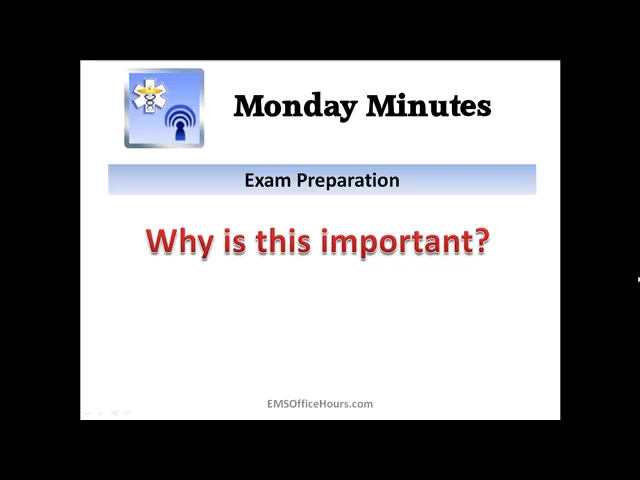 Monday Minutes
Exam Preparation
Why is this important?
EMSOfficeHours.com